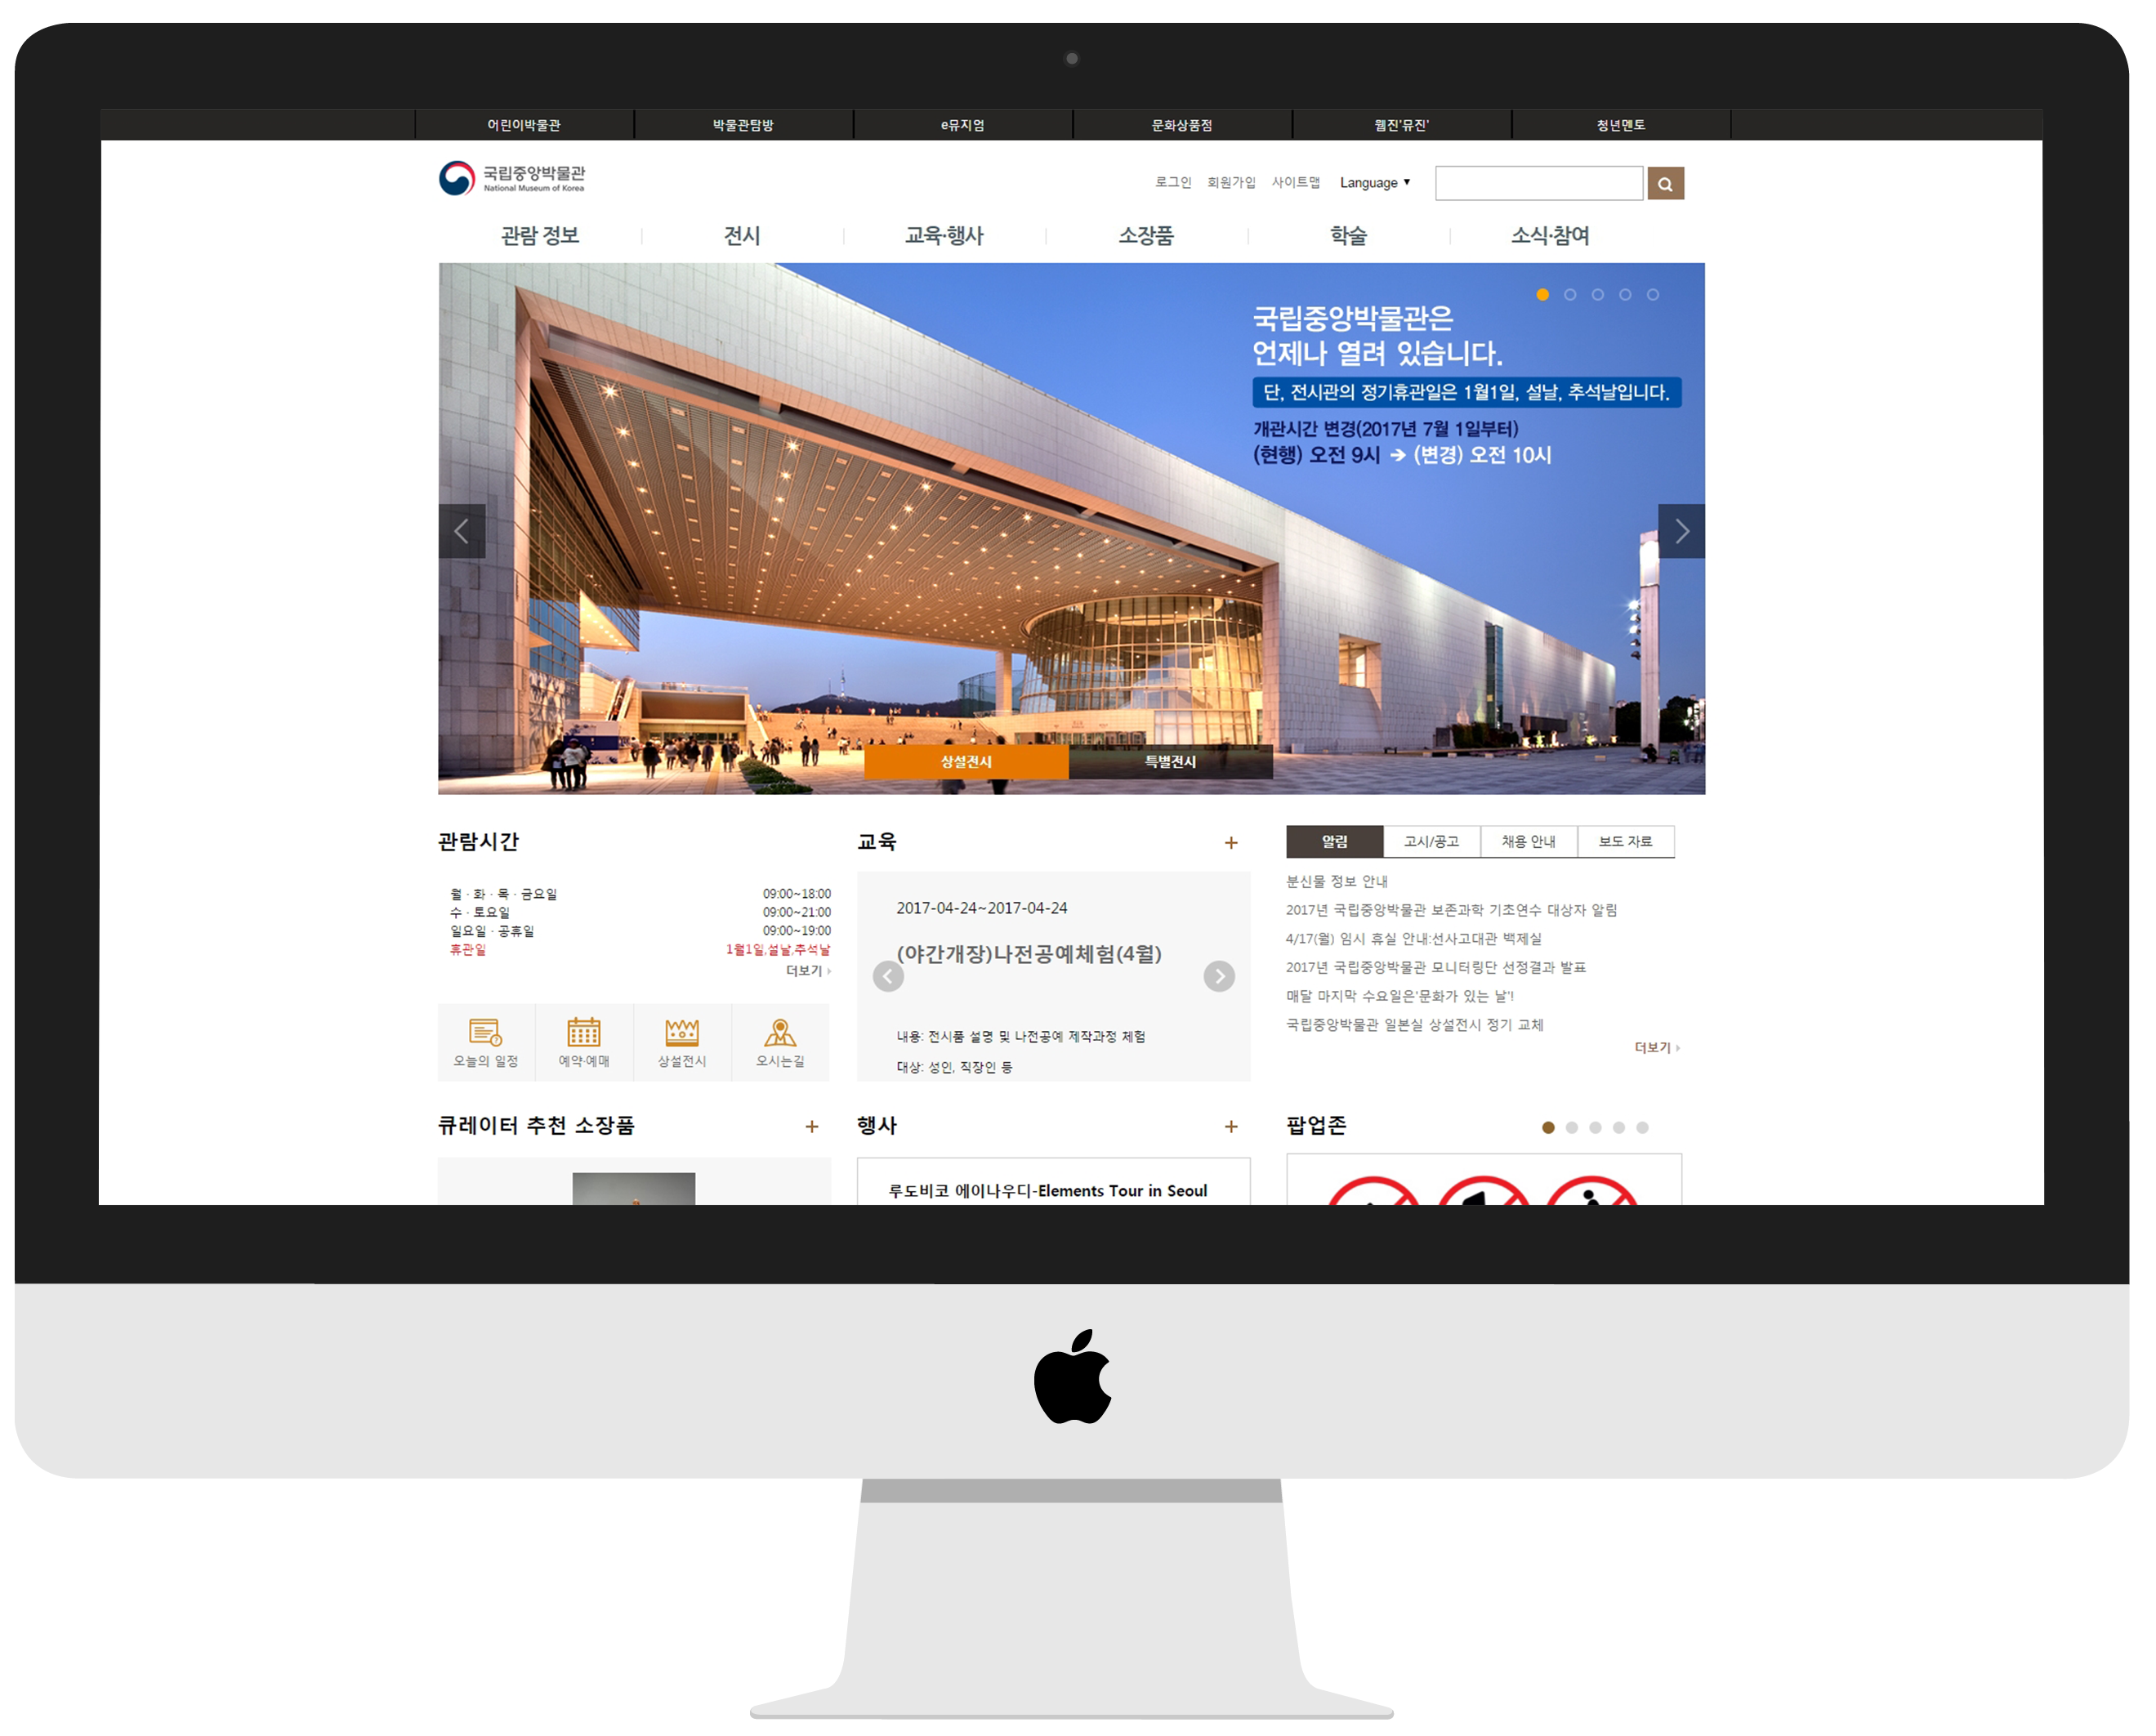 어린이박물관 박물관탐방 e뮤지엄 문화상품점 웹진'뮤진' 청년멘토
국립중앙박물관
National Museum of Korea
로그인 회원가입 사이트맵 Language ▼
관람 정보 전시 교육·행사 소장품 학술 소식·참여
국립중앙박물관은
언제나 열려 있습니다.
단, 전시관의 정기휴관일은 1월1일, 설날, 추석날입니다.
개관시간 변경(2017년 7월 1일부터)
(현행) 오전 9시 → (변경) 오전 10시
상설전시 특별전시
관람시간
월 · 화 · 목 · 금요일 09:00~18:00
수 · 토요일 09:00~21:00
일요일 · 공휴일 09:00~19:00
휴관일 1월1일,설날,추석날
더보기
오늘의 일정 예약·예매 상설전시 오시는길
교육 +
2017-04-24~2017-04-24
(야간개장)나전공예체험(4월)
내용: 전시품 설명 및 나전공예 제작과정 체험
대상: 성인, 직장인 등
알림 고시/공고 채용 안내 보도 자료
분신물 정보 안내
2017년 국립중앙박물관 보존과학 기초연수 대상자 알림
4/17(월) 임시 휴실 안내:선사고대관 백제실
2017년 국립중앙박물관 모니터링단 선정결과 발표
매달 마지막 수요일은'문화가 있는 날'!
국립중앙박물관 일본실 상설전시 정기 교체
더보기
큐레이터 추천 소장품 +
행사 +
루도비코 에이나우디-Elements Tour in Seoul
팝업존